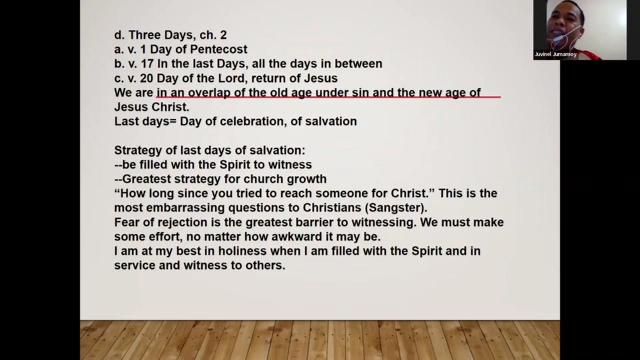 d. Three Days, ch. 2
a. v. 1 Day of Pentecost
b. v. 17 In the last Days, all the days in between
c. v. 20 Day of the Lord, return of Jesus
We are in an overlap of the old age under sin and the new age of
Jesus Christ.
Last days= Day of celebration, of salvation
Strategy of last days of salvation:
--be filled with the Spirit to witness
--Greatest strategy for church growth
“How long since you tried to reach someone for Christ.” This is the
most embarrassing questions to Christians (Sangster).
Fear of rejection is the greatest barrier to witnessing. We must make
some effort, no matter how awkward it may be.
I am at my best in holiness when I am filled with the Spirit and in
service and witness to others.
Juvinel Jumamoy